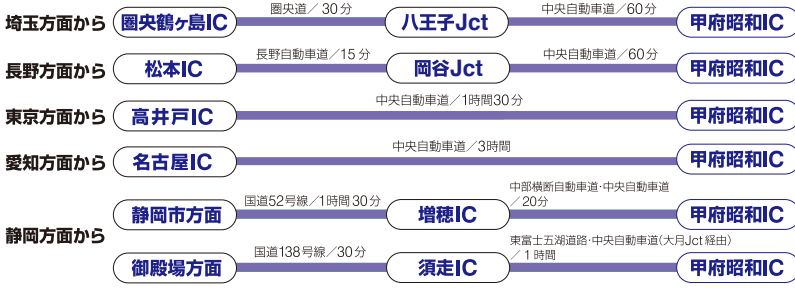 埼玉方面から 圏央鶴ヶ島IC 圏央道／30分 八王子Jct 中央自動車道／60分 甲府昭和IC
長野方面から 松本IC 長野自動車道／15分 岡谷Jct 中央自動車道／60分 甲府昭和IC
東京方面から 高井戸IC 中央自動車道／1時間30分 甲府昭和IC
愛知方面から 名古屋IC 中央自動車道／3時間 甲府昭和IC
静岡方面から
静岡市方面 国道52号線／1時間30分 増穂IC 中部横断自動車道・中央自動車道
／20分 甲府昭和IC
御殿場方面 国道138号線／30分 須走IC 東富士五湖道路・中央自動車道(大月Jct経由)
／1時間 甲府昭和IC